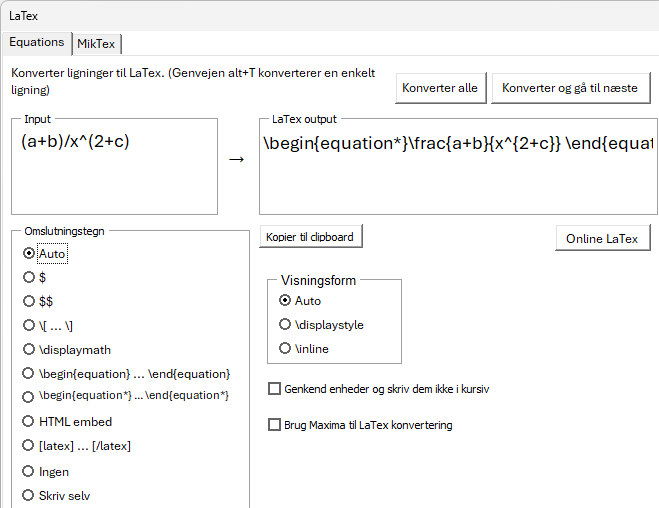 LaTex
Equations MikTex
Konverter ligninger til LaTex. (Genvejen alt+T konverterer en enkelt
ligning)
Konverter alle
Konverter og gå til næste
Input
(a+b)/x^(2+c)
→
LaTex output
\begin{equation*}\frac{a+b}{x^{2+c}} \end{equat
Omslutningstegn
Auto
$
$$
\[ ... \]
\displaymath
\begin{equation} ... \end{equation}
\begin{equation*} ... \end{equation*}
HTML embed
[latex] ... [/latex]
Ingen
Skriv selv
Kopier til clipboard
Online LaTex
Visningsform
Auto
\displaystyle
\inline
Genkend enheder og skriv dem ikke i kursiv
Brug Maxima til LaTex konvertering